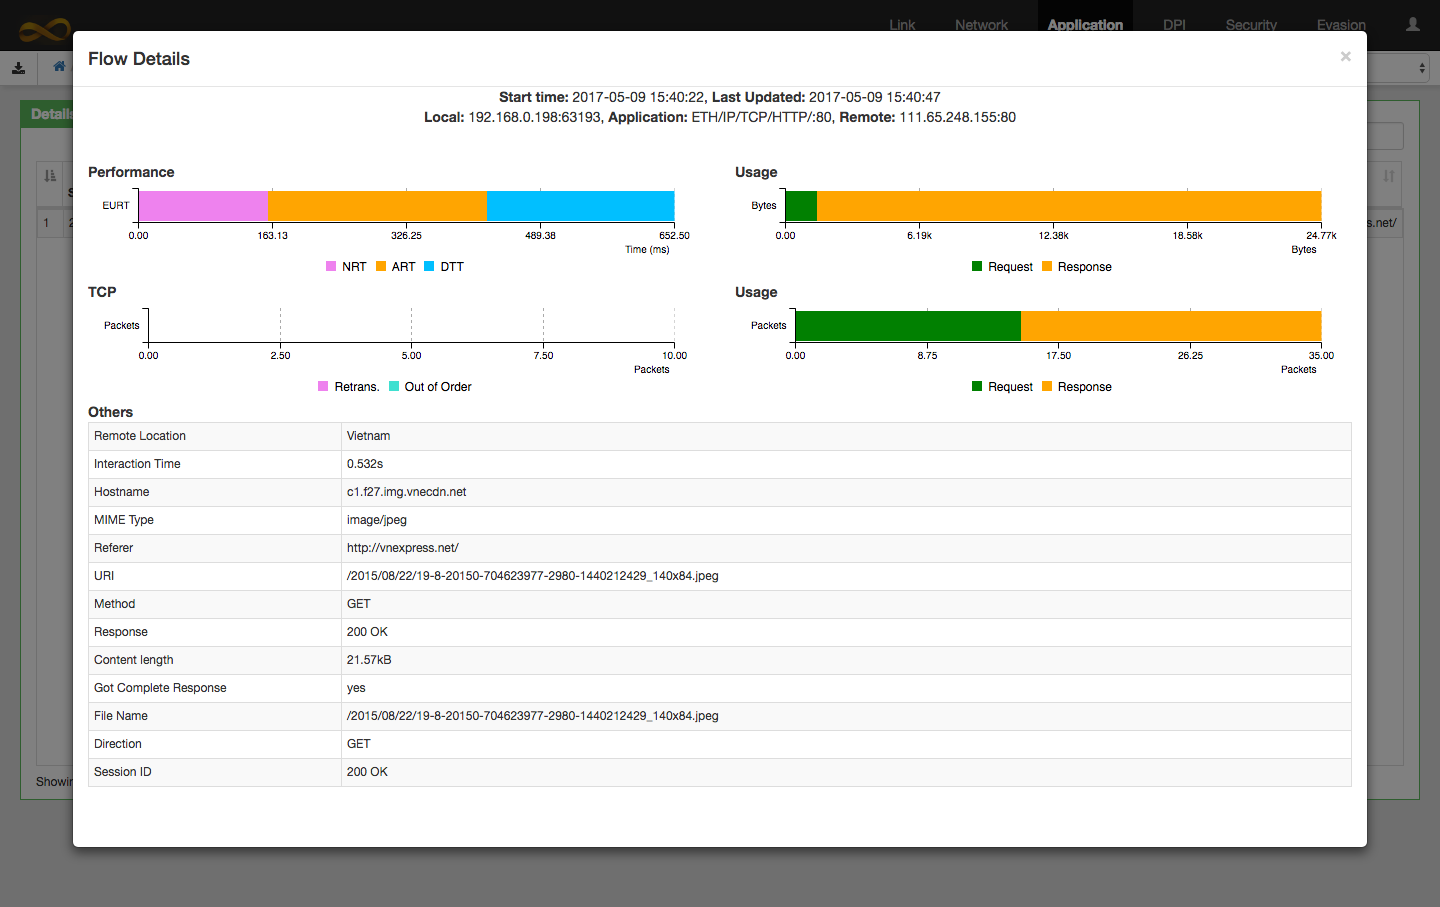 Link Network Application DPI Security Evasion
Flow Details ×
Details
Start time: 2017-05-09 15:40:22, Last Updated: 2017-05-09 15:40:47
Local: 192.168.0.198:63193, Application: ETH/IP/TCP/HTTP/:80, Remote: 111.65.248.155:80
Performance
EURT
0.00 163.13 326.25 489.38 652.50
Time (ms)
NRT ART DTT
Usage
Bytes
0.00 6.19k 12.38k 18.58k 24.77k
Bytes
Request Response
TCP
Packets
0.00 2.50 5.00 7.50 10.00
Packets
Retrans. Out of Order
Usage
Packets
0.00 8.75 17.50 26.25 35.00
Packets
Request Response
1 2 s.net/
Others
Remote Location Vietnam
Interaction Time 0.532s
Hostname c1.f27.img.vnecdn.net
MIME Type image/jpeg
Referer http://vnexpress.net/
URI /2015/08/22/19-8-20150-704623977-2980-1440212429_140x84.jpeg
Method GET
Response 200 OK
Content length 21.57kB
Got Complete Response yes
File Name /2015/08/22/19-8-20150-704623977-2980-1440212429_140x84.jpeg
Direction GET
Session ID 200 OK